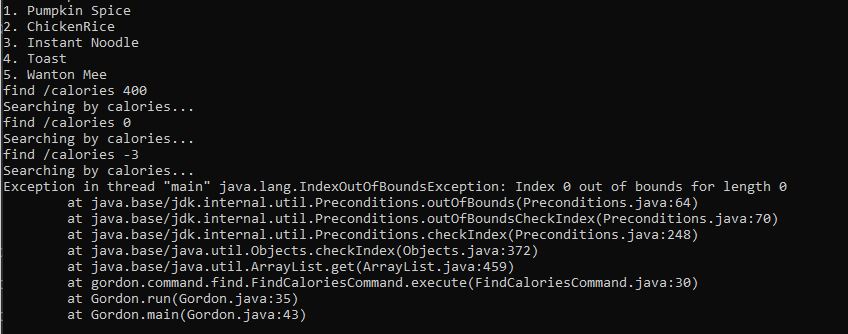 1. Pumpkin Spice
2. ChickenRice
3. Instant Noodle
4. Toast
5. Wanton Mee
find /calories 400
Searching by calories...
find /calories 0
Searching by calories...
find /calories -3
Searching by calories...
Exception in thread "main" java.lang.IndexOutOfBoundsException: Index 0 out of bounds for length 0
        at java.base/jdk.internal.util.Preconditions.outOfBounds(Preconditions.java:64)
        at java.base/jdk.internal.util.Preconditions.outOfBoundsCheckIndex(Preconditions.java:70)
        at java.base/jdk.internal.util.Preconditions.checkIndex(Preconditions.java:248)
        at java.base/java.util.Objects.checkIndex(Objects.java:372)
        at java.base/java.util.ArrayList.get(ArrayList.java:459)
        at gordon.command.find.FindCaloriesCommand.execute(FindCaloriesCommand.java:30)
        at Gordon.run(Gordon.java:35)
        at Gordon.main(Gordon.java:43)